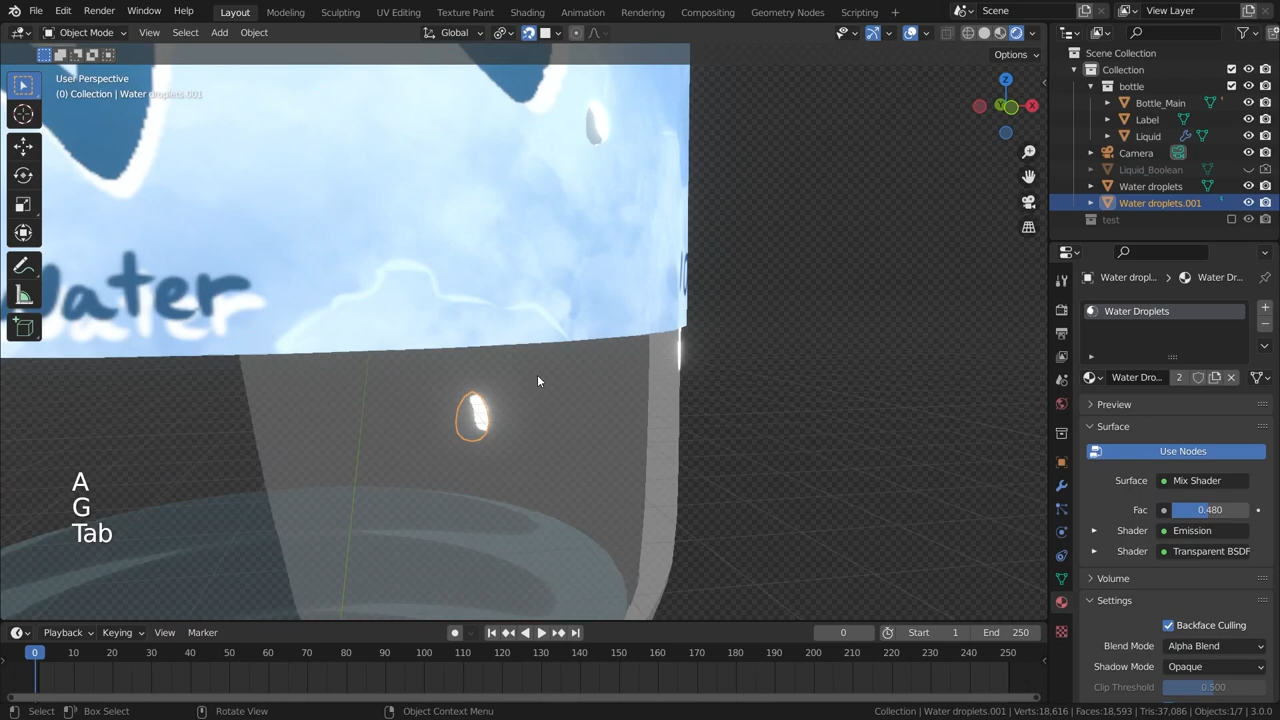 File Edit Render Window Help Layout Modeling Sculpting UV Editing Texture Paint Shading Animation Rendering Compositing Geometry Nodes Scripting Scene View Layer
Object Mode View Select Add Object Global
Options
User Perspective
(0) Collection | Water droplets.001
Z
X
Y
Water
A
G
Tab
Scene Collection
Collection
bottle
Bottle_Main
Label
Liquid
Camera
Liquid_Boolean
Water droplets
Water droplets.001
test
Water dropl... Water Dr...
Water Droplets
Water Dro... 2
Preview
Surface
Use Nodes
Surface Mix Shader
Fac 0.480
Shader Emission
Shader Transparent BSDF
Volume
Settings
Backface Culling
Blend Mode Alpha Blend
Shadow Mode Opaque
Clip Threshold 0.500
Playback Keying View Marker 0 Start 1 End 250
0 10 20 30 40 50 60 70 80 90 100 110 120 130 140 150 160 170 180 190 200 210 220 230 240 250
Select Box Select Rotate View Object Context Menu Collection | Water droplets.001 | Verts:18,616 | Faces:18,593 | Tris:37,086 | Objects:1/7 | 3.0.0